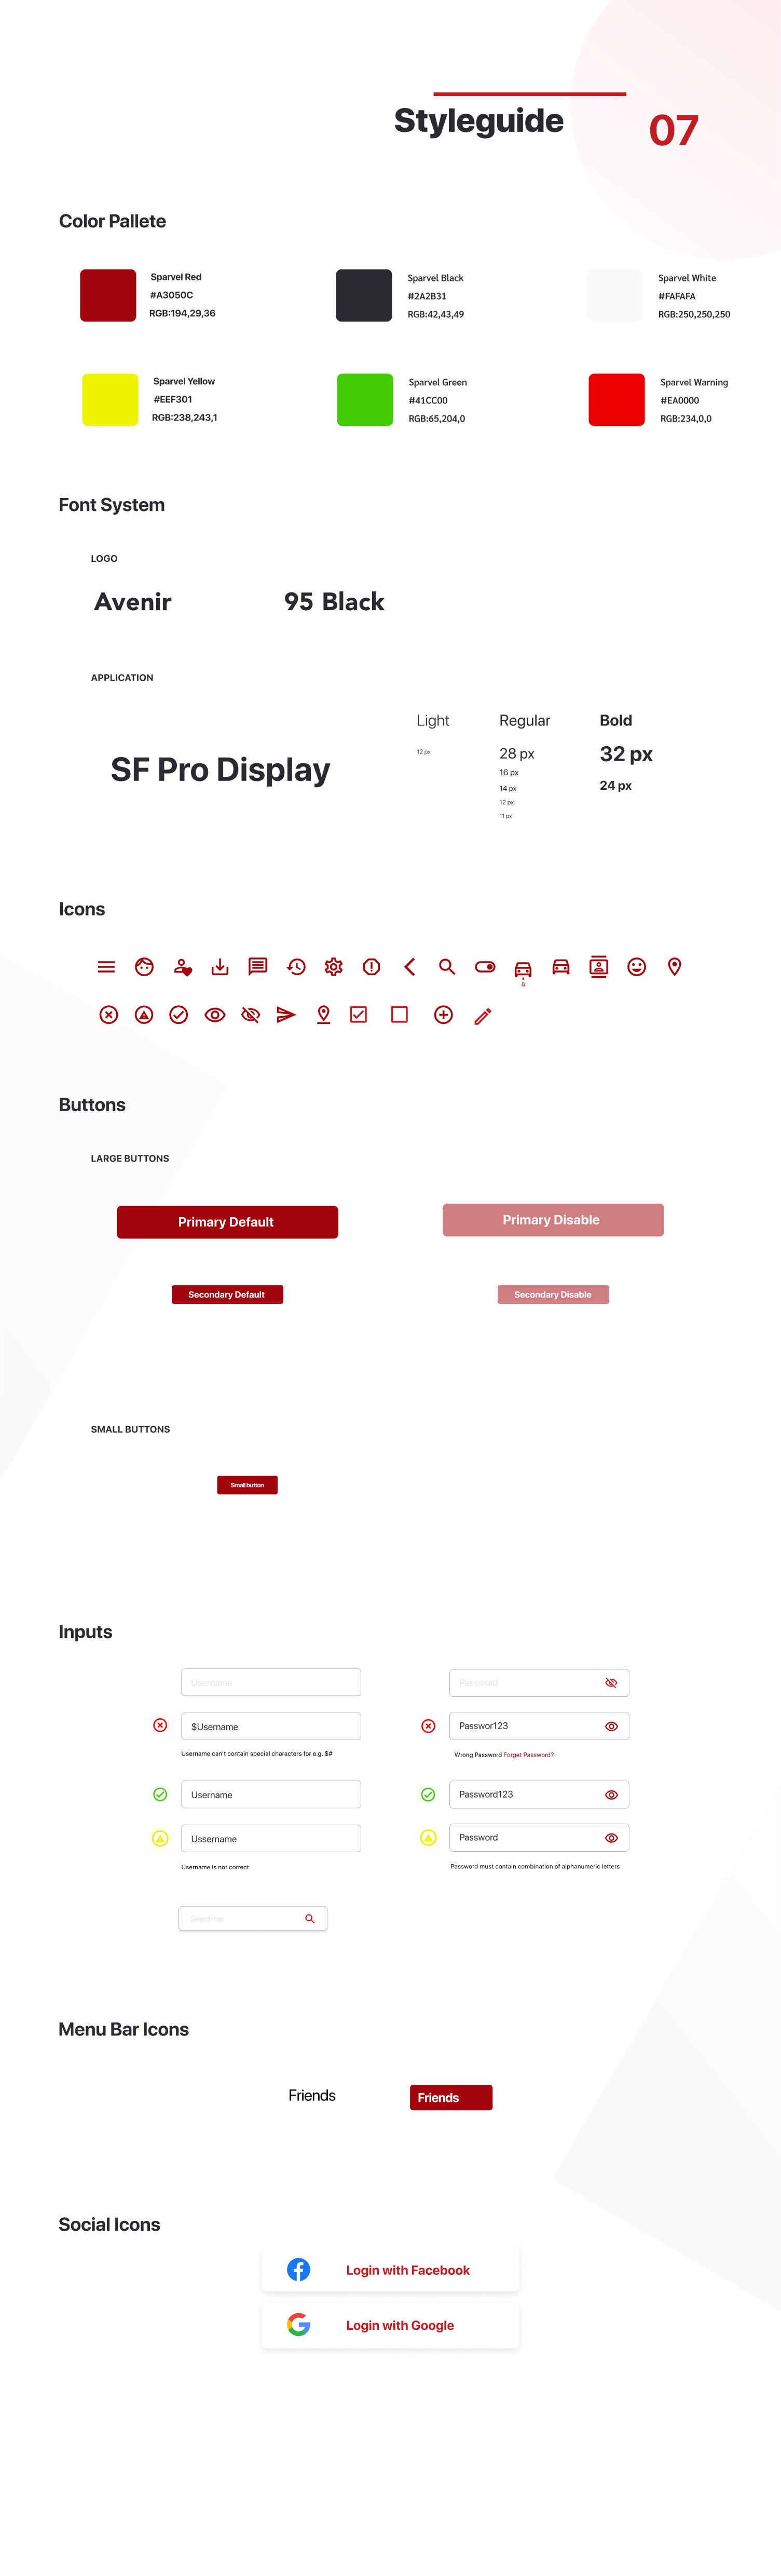 Styleguide
07
Color Pallete
Sparvel Red
#A3050C
RGB:194,29,36
Sparvel Black
#2A2B31
RGB:42,43,49
Sparvel White
#FAFAFA
RGB:250,250,250
Sparvel Yellow
#EEF301
RGB:238,243,1
Sparvel Green
#41CC00
RGB:65,204,0
Sparvel Warning
#EA0000
RGB:234,0,0
Font System
LOGO
Avenir
95 Black
APPLICATION
SF Pro Display
Light
12 px
Regular
28 px
16 px
14 px
12 px
11 px
Bold
32 px
24 px
Icons
Buttons
LARGE BUTTONS
Primary Default
Primary Disable
Secondary Default
Secondary Disable
SMALL BUTTONS
Small button
Inputs
Username
Password
$Username
Passwor123
Username can't contain special characters for e.g. $#
Wrong Password Forget Password?
Username
Password123
Ussername
Password
Username is not correct
Password must contain combination of alphanumeric letters
Search bar
Menu Bar Icons
Friends
Friends
Social Icons
Login with Facebook
Login with Google